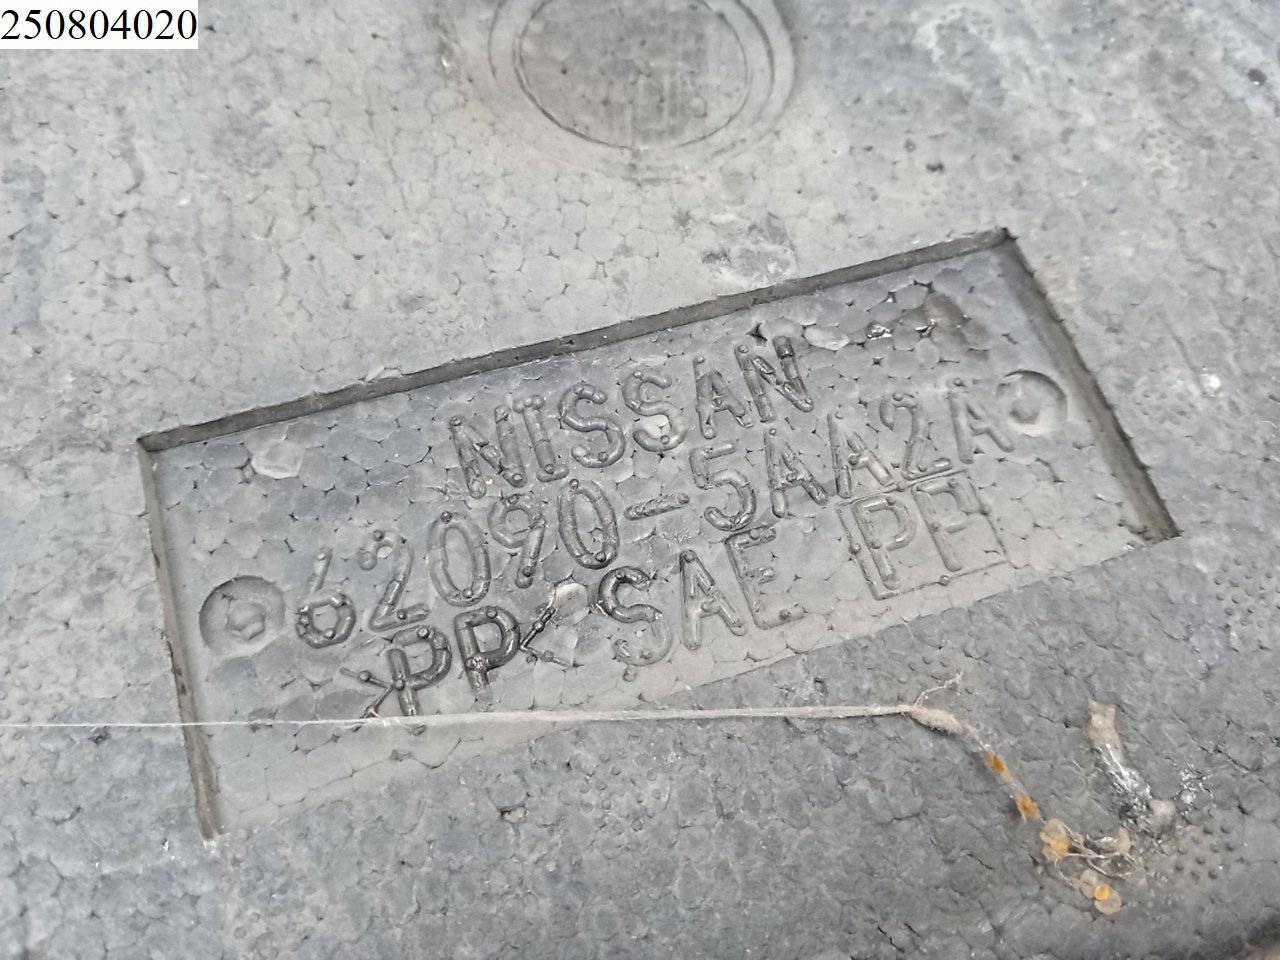 250804020
NISSAN
62090-5AA2A
>PP< SAE PP